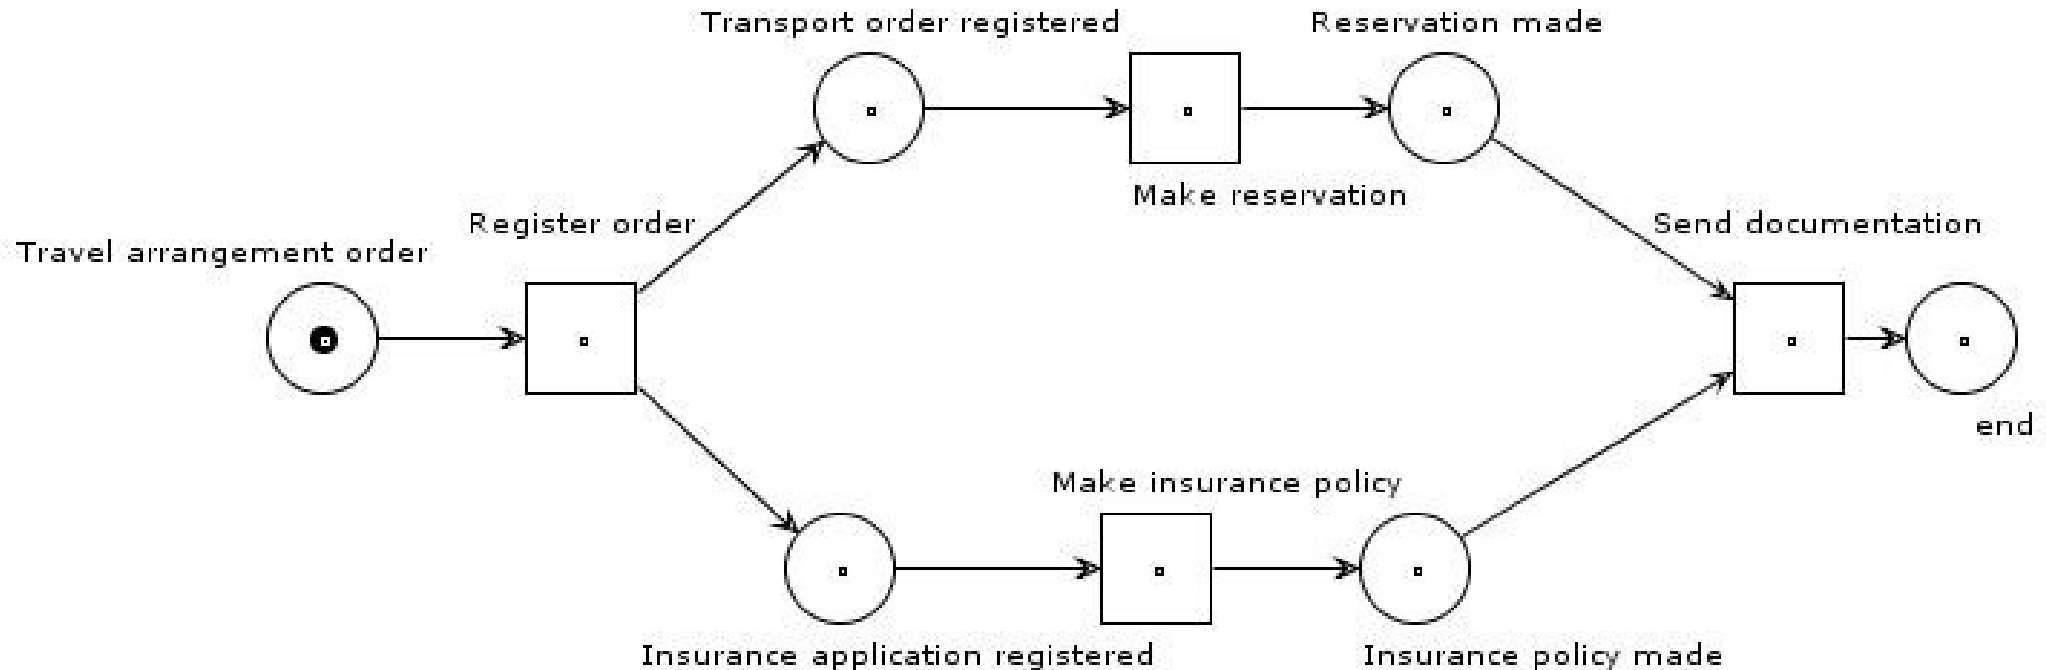 Transport order registered
Reservation made
Make reservation
Register order
Send documentation
Travel arrangement order
end
Make insurance policy
Insurance application registered
Insurance policy made